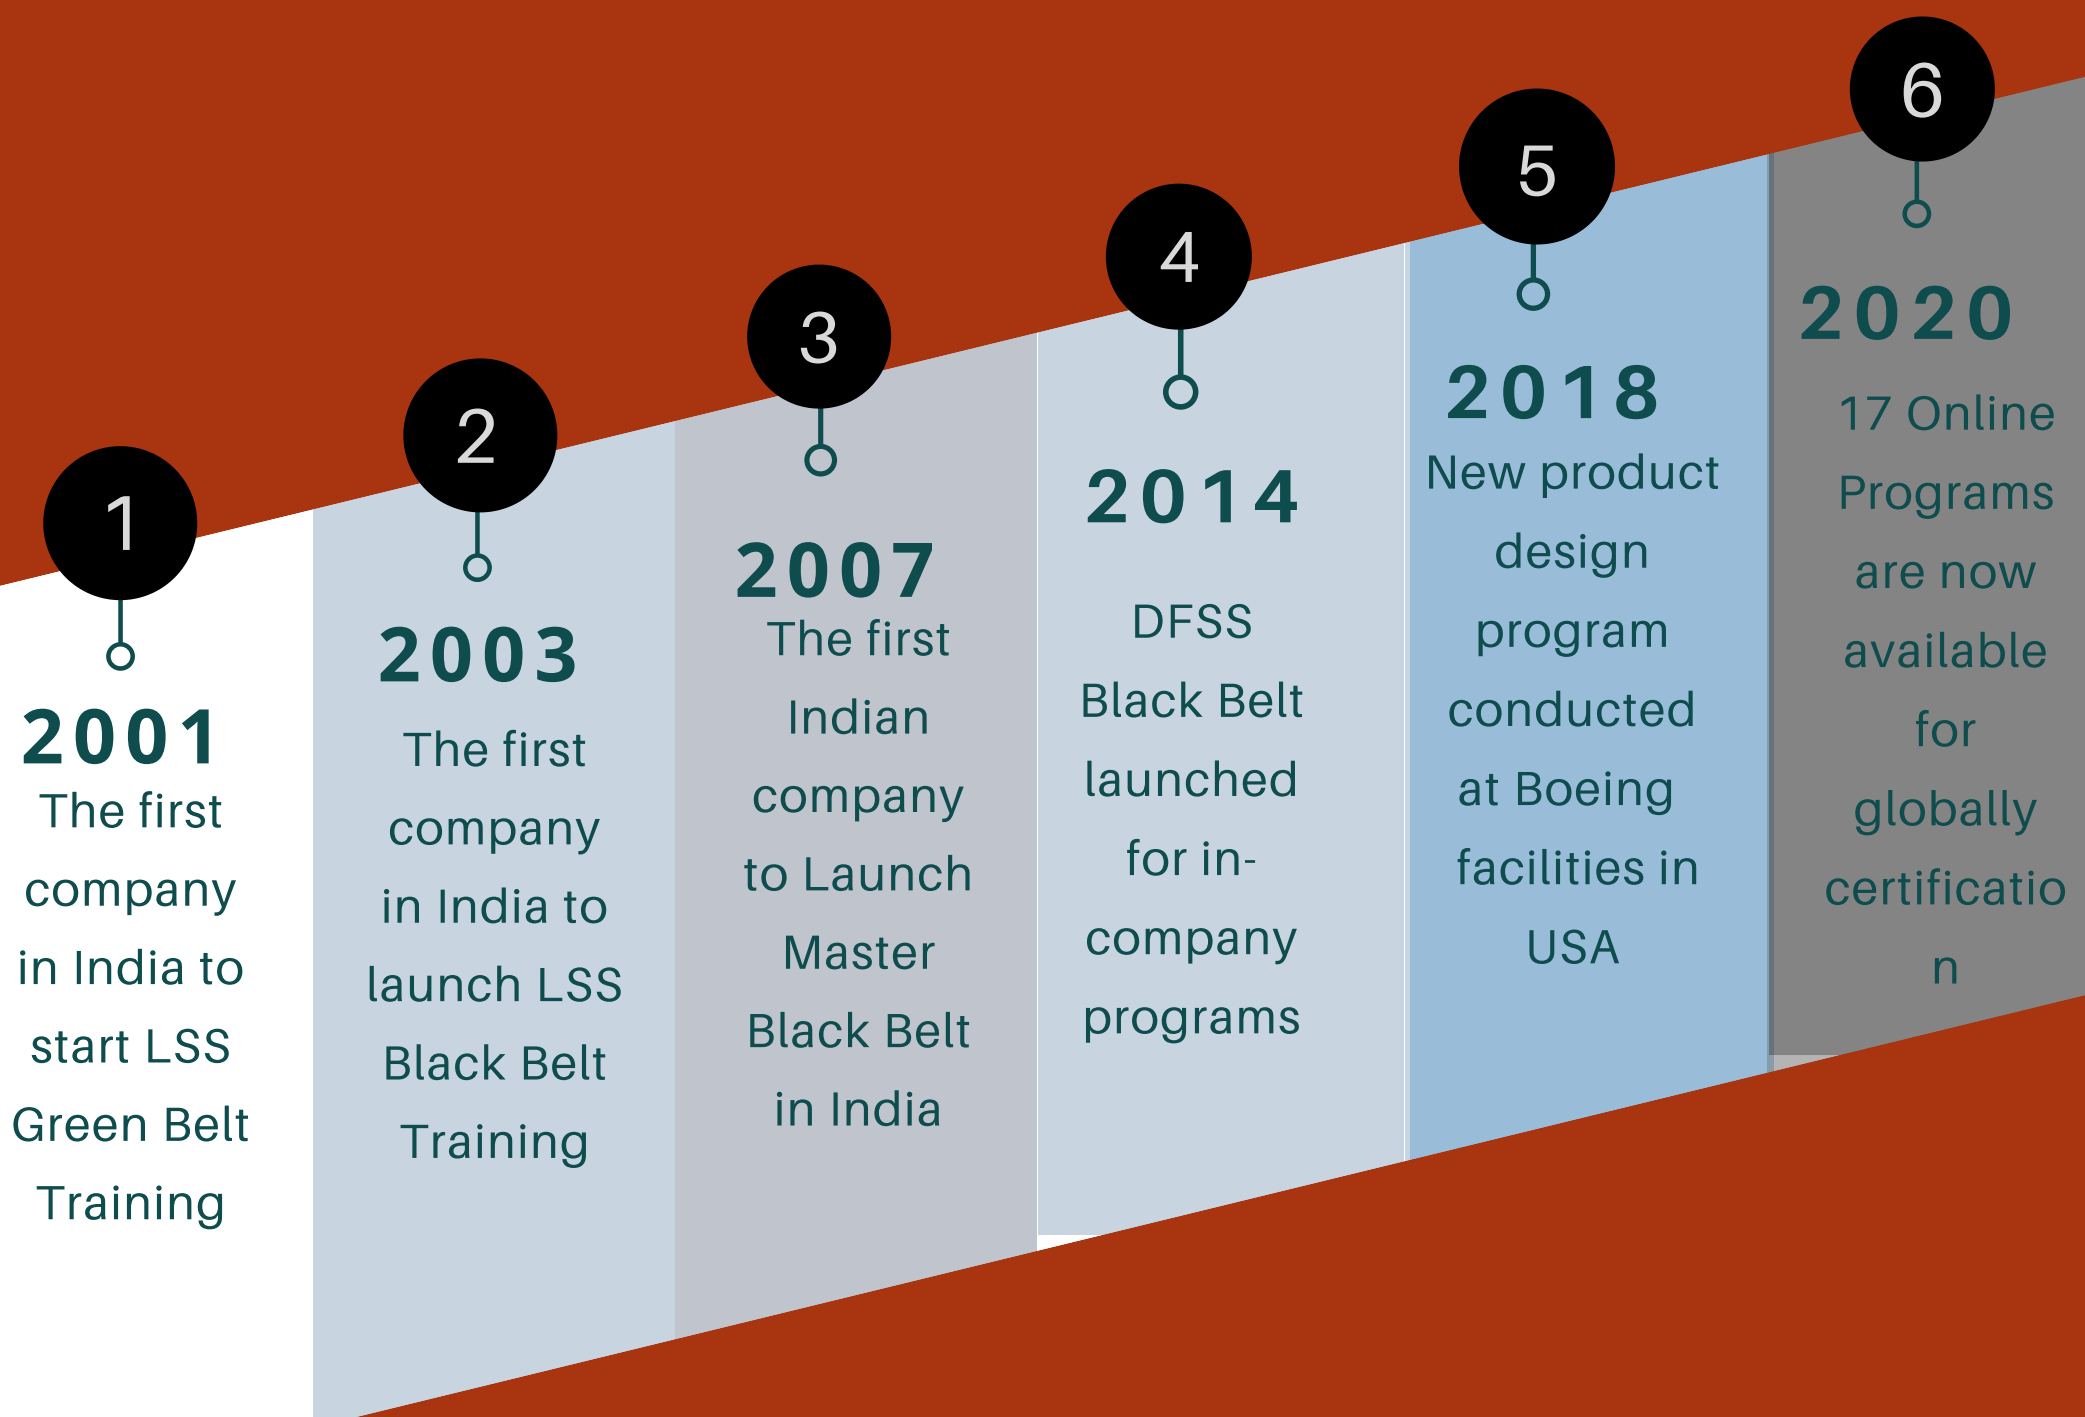 1
2001
The first
company
in India to
start LSS
Green Belt
Training
2
2003
The first
company
in India to
launch LSS
Black Belt
Training
3
2007
The first
Indian
company
to Launch
Master
Black Belt
in India
4
2014
DFSS
Black Belt
launched
for in-
company
programs
5
2018
New product
design
program
conducted
at Boeing
facilities in
USA
6
2020
17 Online
Programs
are now
available
for
globally
certificatio
n